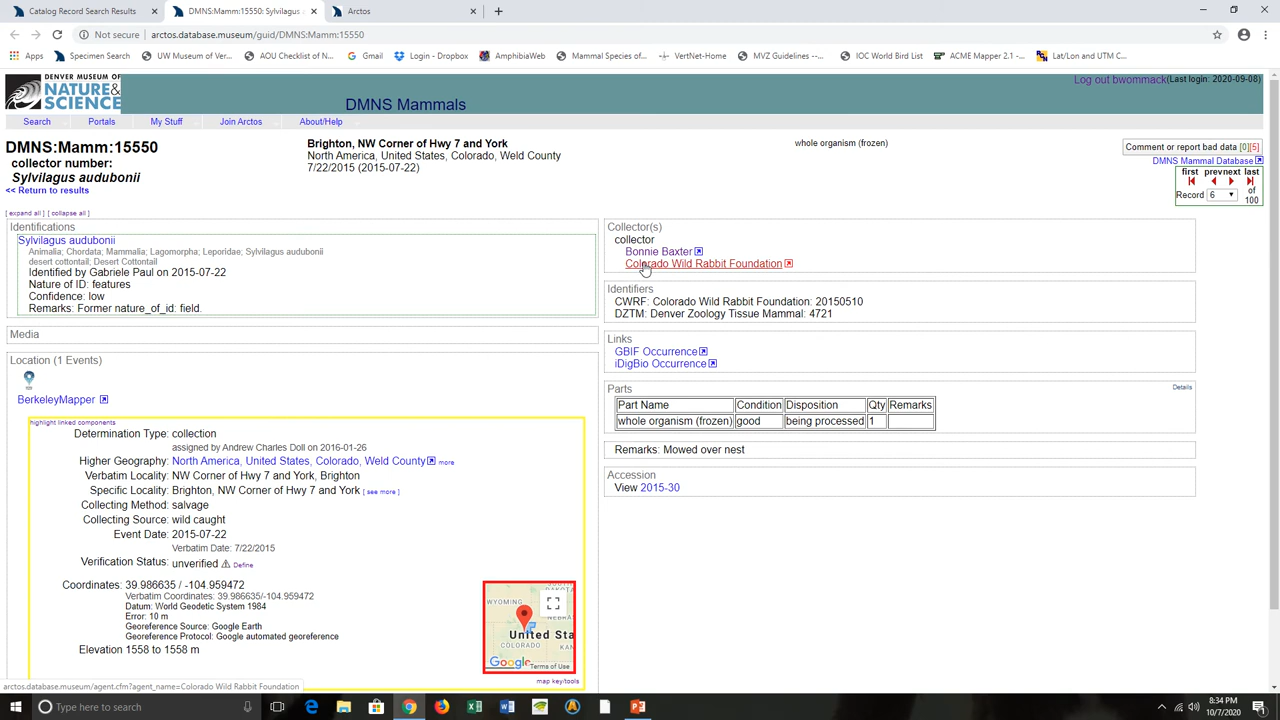 Catalog Record Search Results
DMNS:Mamm:15550: Sylvilagus a
Arctos
Not secure | arctos.database.museum/guid/DMNS:Mamm:15550
Apps
Specimen Search
UW Museum of Ver...
AOU Checklist of N...
Gmail
Login - Dropbox
AmphibiaWeb
Mammal Species of...
VertNet-Home
MVZ Guidelines --...
IOC World Bird List
ACME Mapper 2.1 -...
Lat/Lon and UTM C...
DENVER MUSEUM OF
NATURE&
SCIENCE
DMNS Mammals
Log out bwommack(Last login: 2020-09-08)
Search
Portals
My Stuff
Join Arctos
About/Help
DMNS:Mamm:15550
collector number:
Sylvilagus audubonii
<< Return to results
Brighton, NW Corner of Hwy 7 and York
North America, United States, Colorado, Weld County
7/22/2015 (2015-07-22)
whole organism (frozen)
Comment or report bad data [0][5]
DMNS Mammal Database
first prev next last
Record 6 of 100
[ expand all ] [ collapse all ]
Identifications
Sylvilagus audubonii
Animalia; Chordata; Mammalia; Lagomorpha; Leporidae; Sylvilagus audubonii
desert cottontail; Desert Cottontail
Identified by Gabriele Paul on 2015-07-22
Nature of ID: features
Confidence: low
Remarks: Former nature_of_id: field.
Media
Location (1 Events)
BerkeleyMapper
highlight linked components
Determination Type: collection
assigned by Andrew Charles Doll on 2016-01-26
Higher Geography: North America, United States, Colorado, Weld County more
Verbatim Locality: NW Corner of Hwy 7 and York, Brighton
Specific Locality: Brighton, NW Corner of Hwy 7 and York [ see more ]
Collecting Method: salvage
Collecting Source: wild caught
Event Date: 2015-07-22
Verbatim Date: 7/22/2015
Verification Status: unverified Define
Coordinates: 39.986635 / -104.959472
Verbatim Coordinates: 39.986635/-104.959472
Datum: World Geodetic System 1984
Error: 10 m
Georeference Source: Google Earth
Georeference Protocol: Google automated georeference
Elevation 1558 to 1558 m
WYOMING
United Sta
COLORADO
Google
Terms of Use
map key/tools
Collector(s)
collector
Bonnie Baxter
Colorado Wild Rabbit Foundation
Identifiers
CWRF: Colorado Wild Rabbit Foundation: 20150510
DZTM: Denver Zoology Tissue Mammal: 4721
Links
GBIF Occurrence
iDigBio Occurrence
Parts
Details
Part Name Condition Disposition Qty Remarks
whole organism (frozen) good being processed 1
Remarks: Mowed over nest
Accession
View 2015-30
arctos.database.museum/agent.cfm?agent_name=Colorado Wild Rabbit Foundation
Type here to search
8:34 PM
10/7/2020